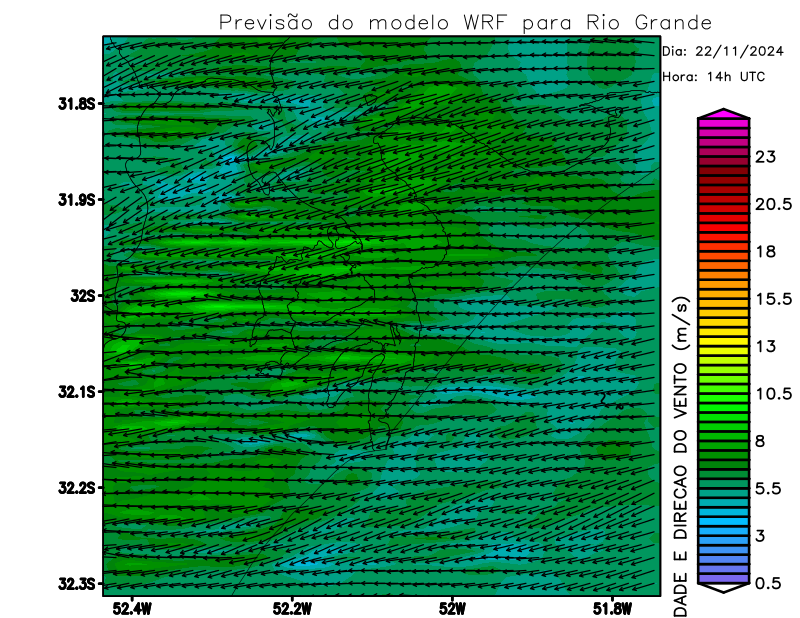 Previsão do modelo WRF para Rio Grande
Dia: 22/11/2024
Hora: 14h UTC
31.8S
31.9S
32S
32.1S
32.2S
32.3S
52.4W
52.2W
52W
51.8W
23
20.5
18
15.5
13
10.5
8
5.5
3
0.5
DADE E DIRECAO DO VENTO (m/s)